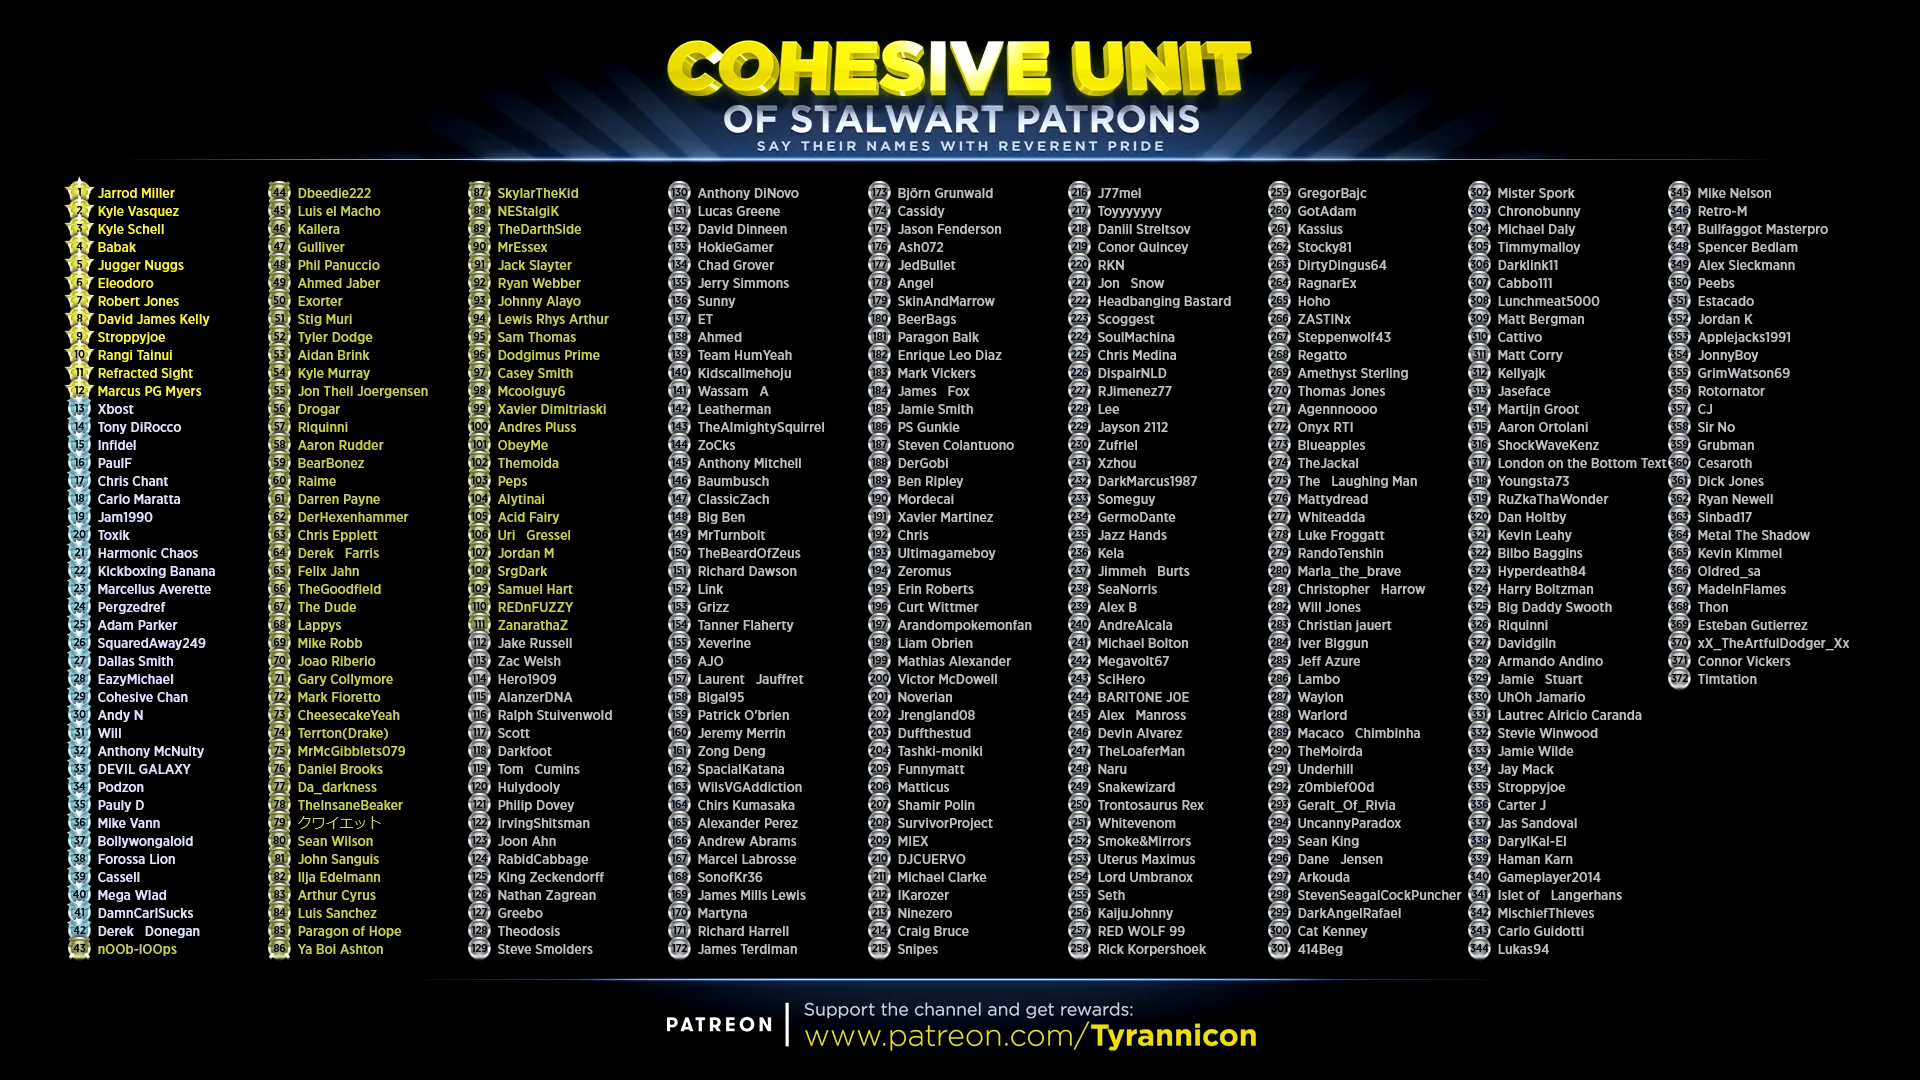 COHESIVE UNIT
OF STALWART PATRONS
SAY THEIR NAMES WITH REVERENT PRIDE
1 Jarrod Miller
2 Kyle Vasquez
3 Kyle Schell
4 Babak
5 Jugger Nuggs
6 Eleodoro
7 Robert Jones
8 David James Kelly
9 Stroppyjoe
10 Rangi Tainui
11 Refracted Sight
12 Marcus PG Myers
13 Xbost
14 Tony DiRocco
15 Infidel
16 PaulF
17 Chris Chant
18 Carlo Maratta
19 Jam1990
20 Toxik
21 Harmonic Chaos
22 Kickboxing Banana
23 Marcellus Averette
24 Pergzedref
25 Adam Parker
26 SquaredAway249
27 Dallas Smith
28 EazyMichael
29 Cohesive Chan
30 Andy N
31 Will
32 Anthony McNulty
33 DEVIL GALAXY
34 Podzon
35 Pauly D
36 Mike Vann
37 Bollywongaloid
38 Forossa Lion
39 Cassell
40 Mega Wlad
41 DamnCarlSucks
42 Derek Donegan
43 nOOb-lOOps
44 Dbeedie222
45 Luis el Macho
46 Kailera
47 Gulliver
48 Phil Panuccio
49 Ahmed Jaber
50 Exorter
51 Stig Muri
52 Tyler Dodge
53 Aidan Brink
54 Kyle Murray
55 Jon Theil Joergensen
56 Drogar
57 Riquinni
58 Aaron Rudder
59 BearBonez
60 Raime
61 Darren Payne
62 DerHexenhammer
63 Chris Epplett
64 Derek Farris
65 Felix Jahn
66 TheGoodfield
67 The Dude
68 Lappys
69 Mike Robb
70 Joao Riberio
71 Gary Collymore
72 Mark Fioretto
73 CheesecakeYeah
74 Terrton(Drake)
75 MrMcGibblets079
76 Daniel Brooks
77 Da_darkness
78 TheInsaneBeaker
79 クワイエット
80 Sean Wilson
81 John Sanguis
82 Ilja Edelmann
83 Arthur Cyrus
84 Luis Sanchez
85 Paragon of Hope
86 Ya Boi Ashton
87 SkylarTheKid
88 NEStalgiK
89 TheDarthSide
90 MrEssex
91 Jack Slayter
92 Ryan Webber
93 Johnny Alayo
94 Lewis Rhys Arthur
95 Sam Thomas
96 Dodgimus Prime
97 Casey Smith
98 Mcoolguy6
99 Xavier Dimitriaski
100 Andres Pluss
101 ObeyMe
102 Themoida
103 Peps
104 Alytinai
105 Acid Fairy
106 Uri Gressel
107 Jordan M
108 SrgDark
109 Samuel Hart
110 REDnFUZZY
111 ZanarathaZ
112 Jake Russell
113 Zac Welsh
114 Hero1909
115 AlanzerDNA
116 Ralph Stuivenwold
117 Scott
118 Darkfoot
119 Tom Cumins
120 Hulydooly
121 Philip Dovey
122 IrvingShitsman
123 Joon Ahn
124 RabidCabbage
125 King Zeckendorff
126 Nathan Zagrean
127 Greebo
128 Theodosis
129 Steve Smolders
130 Anthony DiNovo
131 Lucas Greene
132 David Dinneen
133 HokieGamer
134 Chad Grover
135 Jerry Simmons
136 Sunny
137 ET
138 Ahmed
139 Team HumYeah
140 Kidscallmehoju
141 Wassam A
142 Leatherman
143 TheAlmightySquirrel
144 ZoCks
145 Anthony Mitchell
146 Baumbusch
147 ClassicZach
148 Big Ben
149 MrTurnbolt
150 TheBeardOfZeus
151 Richard Dawson
152 Link
153 Grizz
154 Tanner Flaherty
155 Xeverine
156 AJO
157 Laurent Jauffret
158 Bigal95
159 Patrick O'brien
160 Jeremy Merrin
161 Zong Deng
162 SpacialKatana
163 WilsVGAddiction
164 Chirs Kumasaka
165 Alexander Perez
166 Andrew Abrams
167 Marcel Labrosse
168 SonofKr36
169 James Mills Lewis
170 Martyna
171 Richard Harrell
172 James Terdiman
173 Björn Grunwald
174 Cassidy
175 Jason Fenderson
176 Ash072
177 JedBullet
178 Angel
179 SkinAndMarrow
180 BeerBags
181 Paragon Balk
182 Enrique Leo Diaz
183 Mark Vickers
184 James Fox
185 Jamie Smith
186 PS Gunkie
187 Steven Colantuono
188 DerGobi
189 Ben Ripley
190 Mordecai
191 Xavier Martinez
192 Chris
193 Ultimagameboy
194 Zeromus
195 Erin Roberts
196 Curt Wittmer
197 Arandompokemonfan
198 Liam Obrien
199 Mathias Alexander
200 Victor McDowell
201 Noverian
202 Jrengland08
203 Duffthestud
204 Tashki-moniki
205 Funnymatt
206 Matticus
207 Shamir Polin
208 SurvivorProject
209 MIEX
210 DJCUERVO
211 Michael Clarke
212 IKarozer
213 Ninezero
214 Craig Bruce
215 Snipes
216 J77mel
217 Toyyyyyyy
218 Daniil Streltsov
219 Conor Quincey
220 RKN
221 Jon Snow
222 Headbanging Bastard
223 Scoggest
224 SoulMachina
225 Chris Medina
226 DispairNLD
227 RJimenez77
228 Lee
229 Jayson 2112
230 Zufriel
231 Xzhou
232 DarkMarcus1987
233 Someguy
234 GermoDante
235 Jazz Hands
236 Kela
237 Jimmeh Burts
238 SeaNorris
239 Alex B
240 AndreAlcala
241 Michael Bolton
242 Megavolt67
243 SciHero
244 BARIT0NE J0E
245 Alex Manross
246 Devin Alvarez
247 TheLoaferMan
248 Naru
249 Snakewizard
250 Trontosaurus Rex
251 Whitevenom
252 Smoke&Mirrors
253 Uterus Maximus
254 Lord Umbranox
255 Seth
256 KaijuJohnny
257 RED WOLF 99
258 Rick Korpershoek
259 GregorBajc
260 GotAdam
261 Kassius
262 Stocky81
263 DirtyDingus64
264 RagnarEx
265 Hoho
266 ZASTINx
267 Steppenwolf43
268 Regatto
269 Amethyst Sterling
270 Thomas Jones
271 Agennnoooo
272 Onyx RTI
273 Blueapples
274 TheJackal
275 The Laughing Man
276 Mattydread
277 Whiteadda
278 Luke Froggatt
279 RandoTenshin
280 Marla_the_brave
281 Christopher Harrow
282 Will Jones
283 Christian jauert
284 Iver Biggun
285 Jeff Azure
286 Lambo
287 Waylon
288 Warlord
289 Macaco Chimbinha
290 TheMoirda
291 Underhill
292 z0mbief00d
293 Geralt_Of_Rivia
294 UncannyParadox
295 Sean King
296 Dane Jensen
297 Arkouda
298 StevenSeagalCockPuncher
299 DarkAngelRafael
300 Cat Kenney
301 414Beg
302 Mister Spork
303 Chronobunny
304 Michael Daly
305 Timmymalloy
306 Darklink11
307 Cabbo111
308 Lunchmeat5000
309 Matt Bergman
310 Cattivo
311 Matt Corry
312 Kellyajk
313 Jaseface
314 Martijn Groot
315 Aaron Ortolani
316 ShockWaveKenz
317 London on the Bottom Text
318 Youngsta73
319 RuZkaThaWonder
320 Dan Holtby
321 Kevin Leahy
322 Bilbo Baggins
323 Hyperdeath84
324 Harry Boltzman
325 Big Daddy Swooth
326 Riquinni
327 Davidgiln
328 Armando Andino
329 Jamie Stuart
330 UhOh Jamario
331 Lautrec Alricio Caranda
332 Stevie Winwood
333 Jamie Wilde
334 Jay Mack
335 Stroppyjoe
336 Carter J
337 Jas Sandoval
338 DarylKal-El
339 Haman Karn
340 Gameplayer2014
341 Islet of Langerhans
342 MischiefThieves
343 Carlo Guidotti
344 Lukas94
345 Mike Nelson
346 Retro-M
347 Bullfaggot Masterpro
348 Spencer Bedlam
349 Alex Sieckmann
350 Peebs
351 Estacado
352 Jordan K
353 Applejacks1991
354 JonnyBoy
355 GrimWatson69
356 Rotornator
357 CJ
358 Sir No
359 Grubman
360 Cesaroth
361 Dick Jones
362 Ryan Newell
363 Sinbad17
364 Metal The Shadow
365 Kevin Kimmel
366 Oldred_sa
367 MadeInFlames
368 Thon
369 Esteban Gutierrez
370 xX_TheArtfulDodger_Xx
371 Connor Vickers
372 Timtation
PATREON
Support the channel and get rewards:
www.patreon.com/Tyrannicon